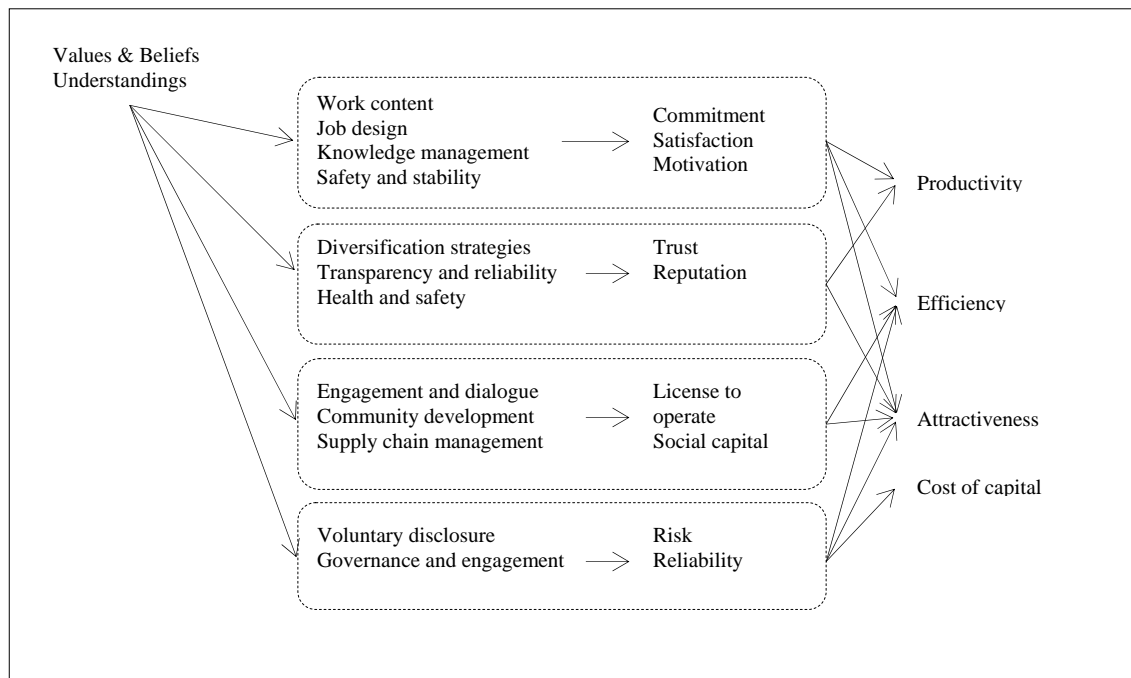 Values & Beliefs
Understandings
Work content
Job design
Knowledge management
Safety and stability
Commitment
Satisfaction
Motivation
Productivity
Diversification strategies
Transparency and reliability
Health and safety
Trust
Reputation
Efficiency
Engagement and dialogue
Community development
Supply chain management
License to
operate
Social capital
Attractiveness
Cost of capital
Voluntary disclosure
Governance and engagement
Risk
Reliability